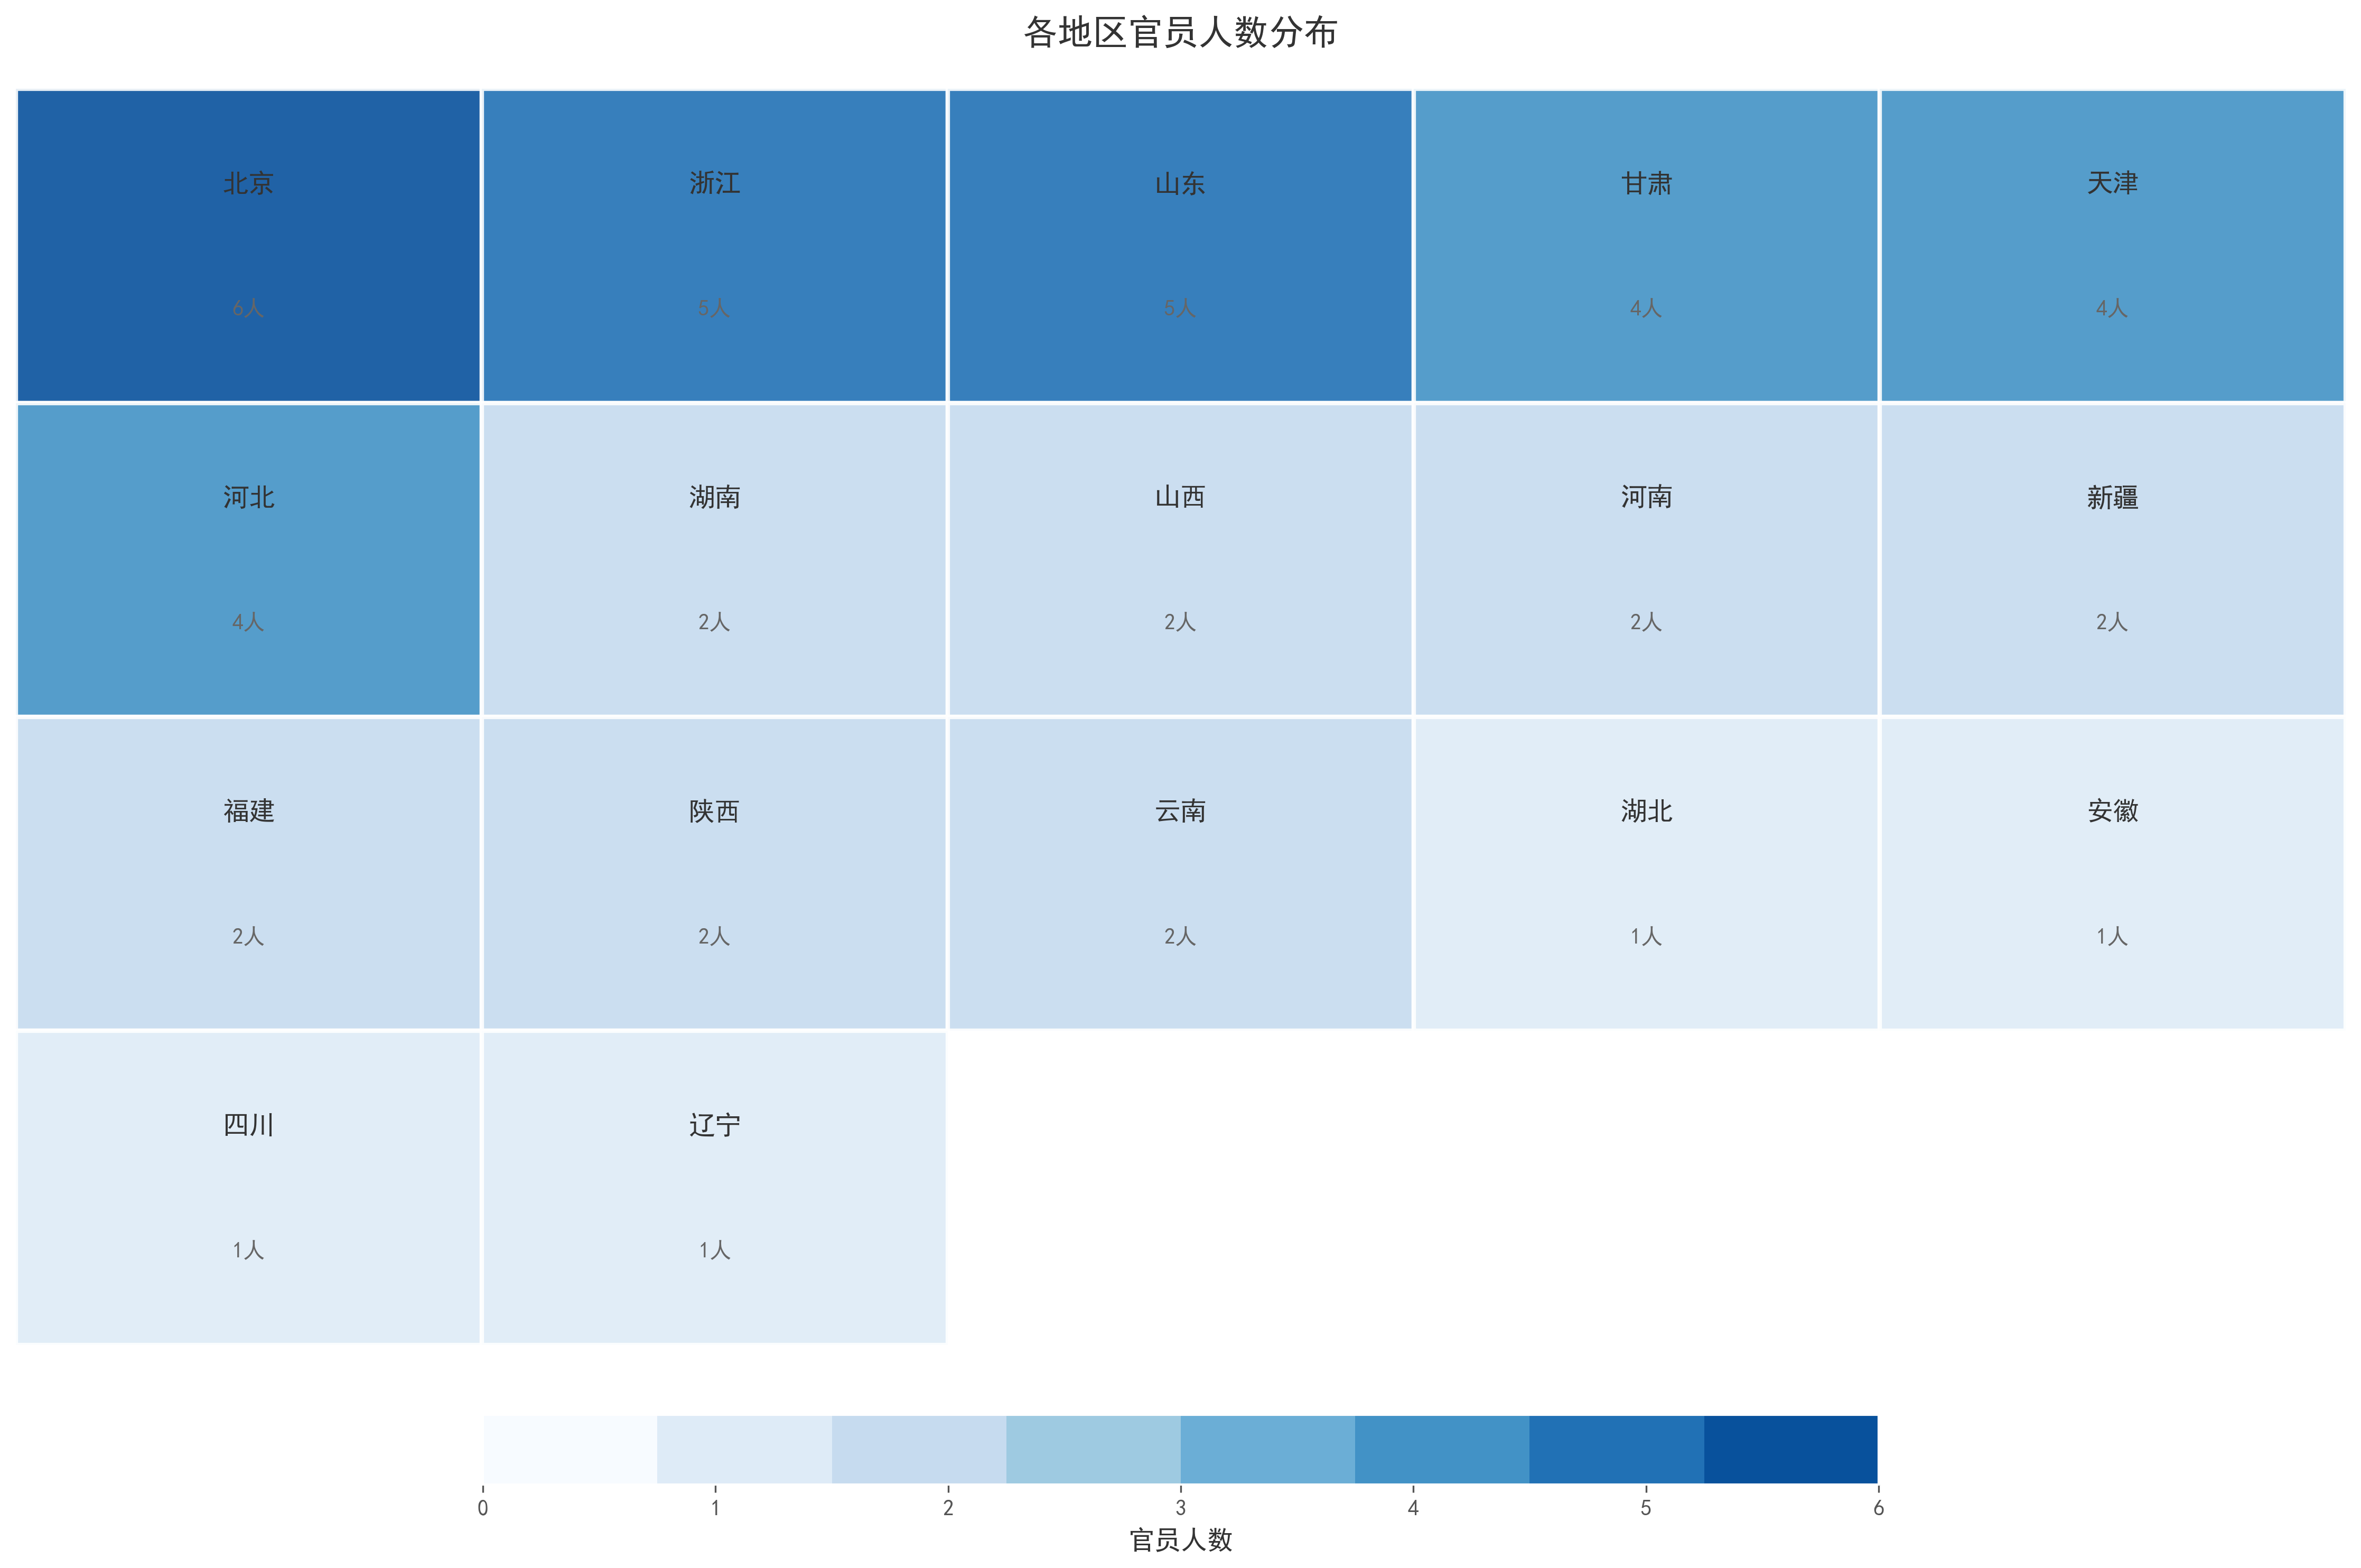 各地区官员人数分布
北京 浙江 山东 甘肃 天津
6人 5人 5人 4人 4人
河北 湖南 山西 河南 新疆
4人 2人 2人 2人 2人
福建 陕西 云南 湖北 安徽
2人 2人 2人 1人 1人
四川 辽宁
1人 1人
0 1 2 3 4 5 6
官员人数